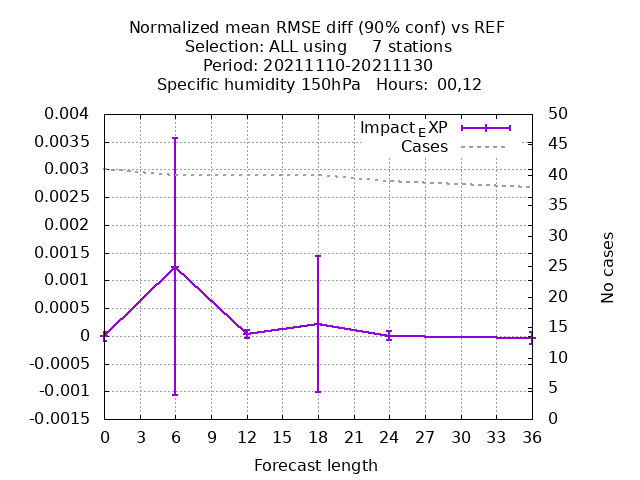 Normalized mean RMSE diff (90% conf) vs REF
Selection: ALL using 7 stations
Period: 20211110-20211130
Specific humidity 150hPa Hours: 00,12
Impact_EXP
Cases
0.004
0.0035
0.003
0.0025
0.002
0.0015
0.001
0.0005
0
-0.0005
-0.001
-0.0015
50
45
40
35
30
25
20
15
10
5
0
No cases
0 3 6 9 12 15 18 21 24 27 30 33 36
Forecast length